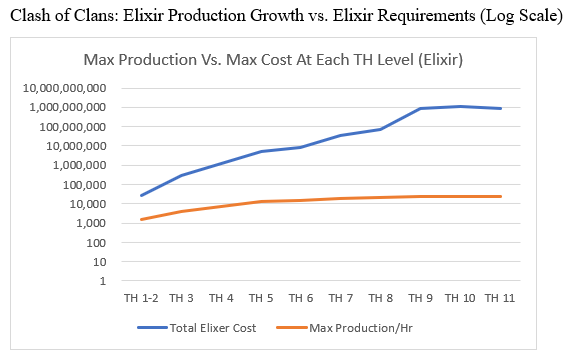 Clash of Clans: Elixir Production Growth vs. Elixir Requirements (Log Scale)
Max Production Vs. Max Cost At Each TH Level (Elixir)
10,000,000,000
1,000,000,000
100,000,000
10,000,000
1,000,000
100,000
10,000
1,000
100
10
1
TH 1-2 TH 3 TH 4 TH 5 TH 6 TH 7 TH 8 TH 9 TH 10 TH 11
Total Elixer Cost Max Production/Hr